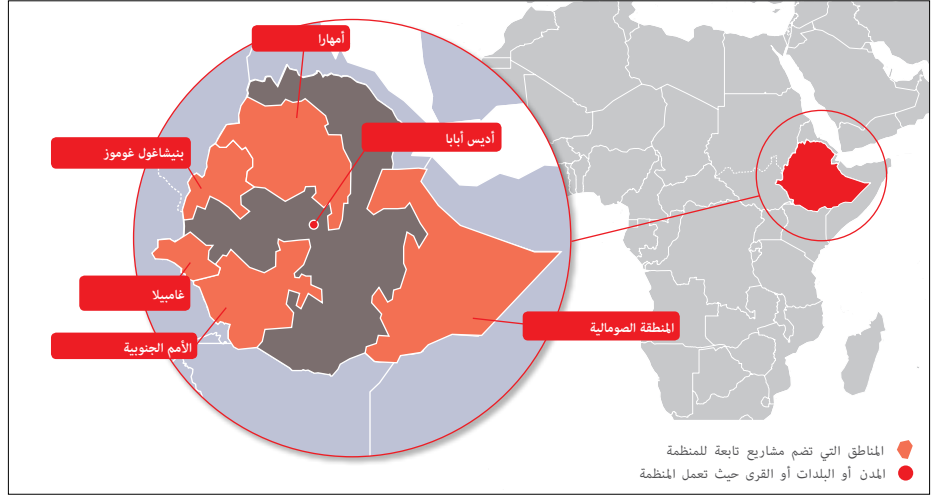 أمهارا
أديس أبابا
بنيشاغول غوموز
غامبيلا
المنطقة الصومالية
الأمم الجنوبية
المناطق التي تضم مشاريع تابعة للمنظمة
المدن أو البلدات أو القرى حيث تعمل المنظمة